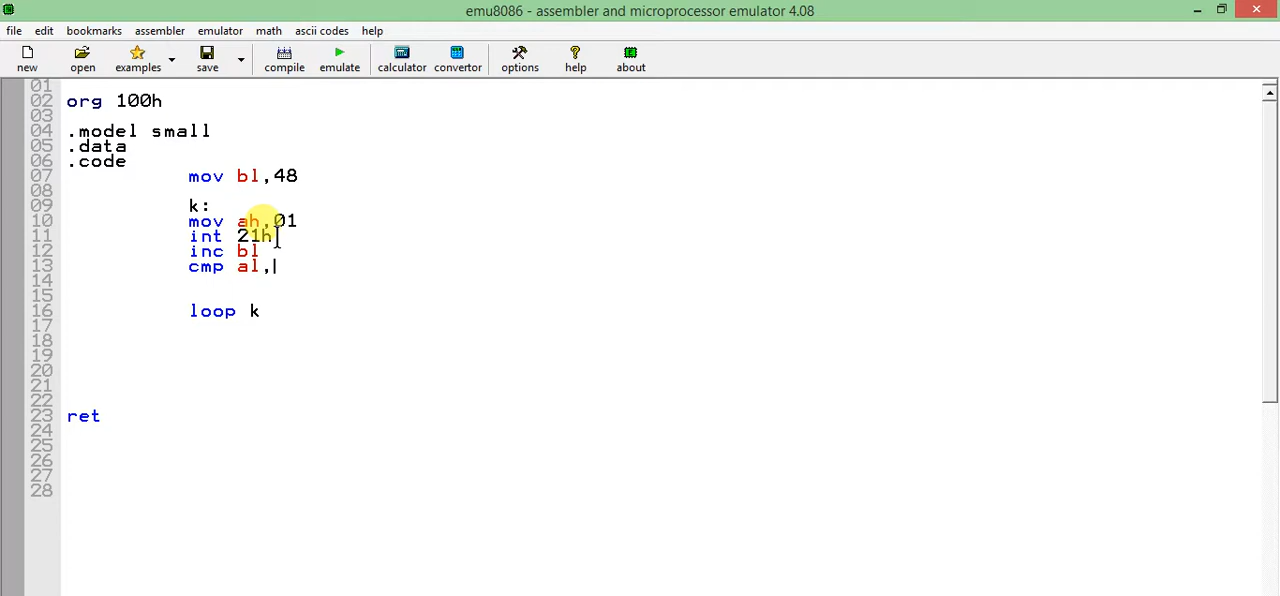 emu8086 - assembler and microprocessor emulator 4.08
file edit bookmarks assembler emulator math ascii codes help
new open examples save compile emulate calculator convertor options help about
01
02 org 100h
03
04 .model small
05 .data
06 .code
07 mov bl,48
08
09 k:
10 mov ah,01
11 int 21h
12 inc bl
13 cmp al,
14
15
16 loop k
17
18
19
20
21
22
23 ret
24
25
26
27
28